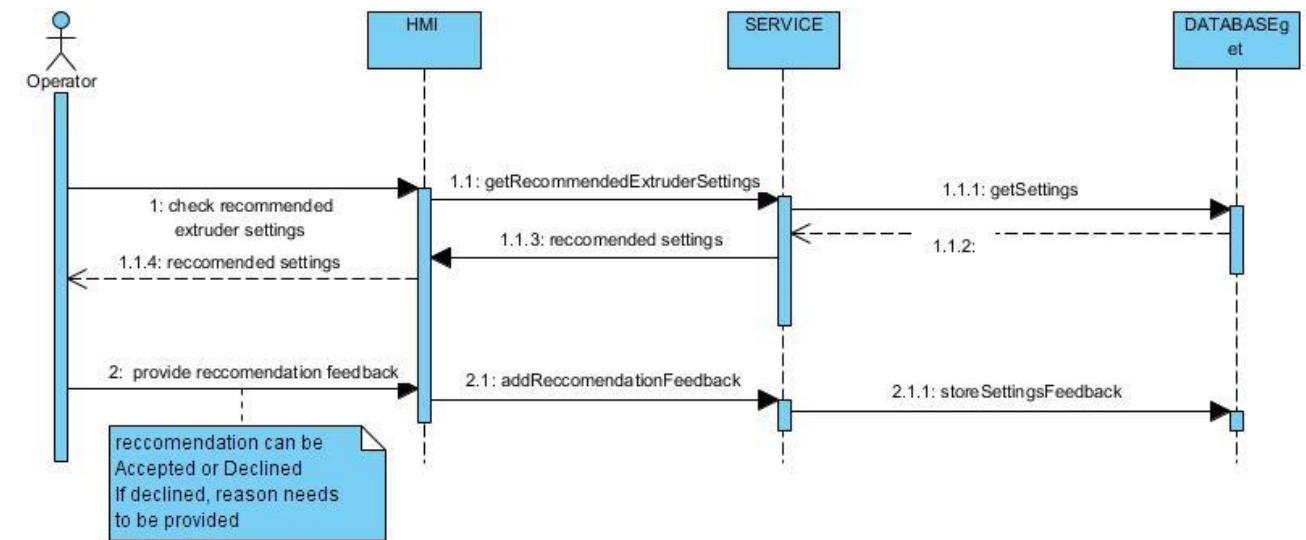 Operator
HMI
SERVICE
DATABASEg
et
1: check recommended
extruder settings
1.1: getRecommendedExtruderSettings
1.1.1: getSettings
1.1.2:
1.1.3: reccomended settings
1.1.4: reccomended settings
2: provide reccomendation feedback
2.1: addReccomendationFeedback
2.1.1: storeSettingsFeedback
reccomendation can be
Accepted or Declined
If declined, reason needs
to be provided